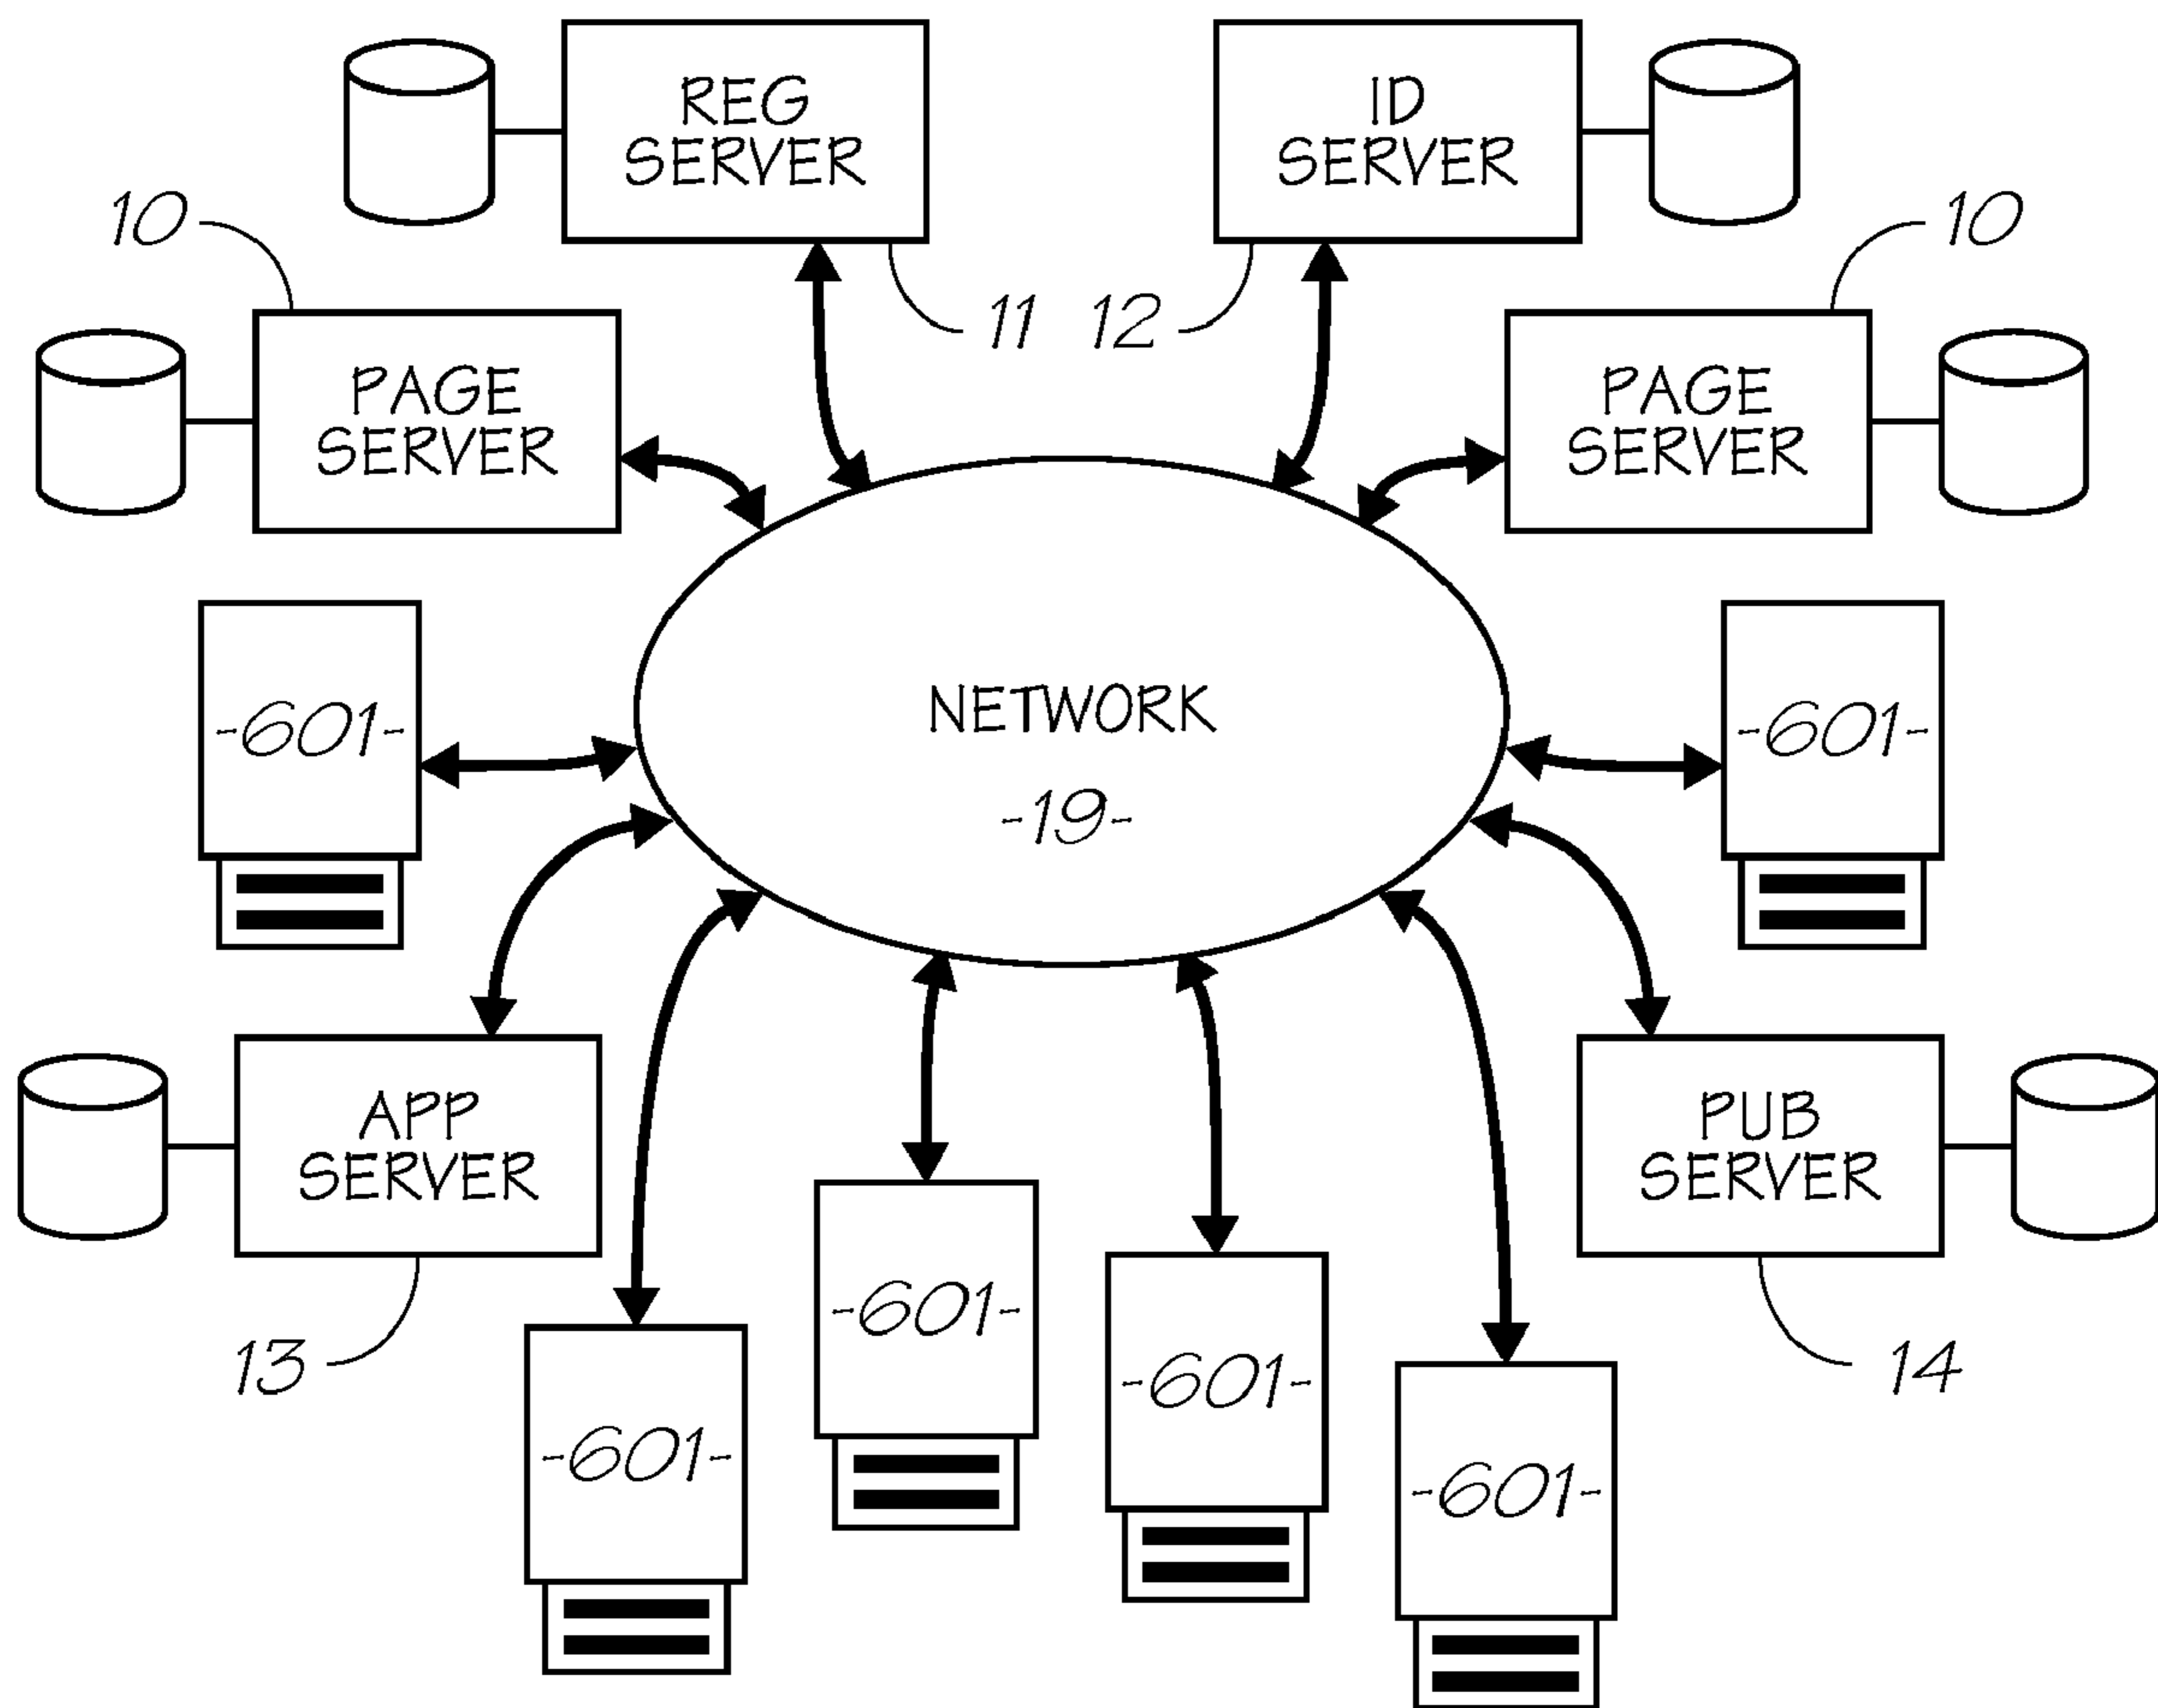 REG
SERVER
ID
SERVER
10
10
11
12
PAGE
SERVER
PAGE
SERVER
-601-
NETWORK
-19-
-601-
APP
SERVER
PUB
SERVER
13
-601-
-601-
-601-
-601-
14